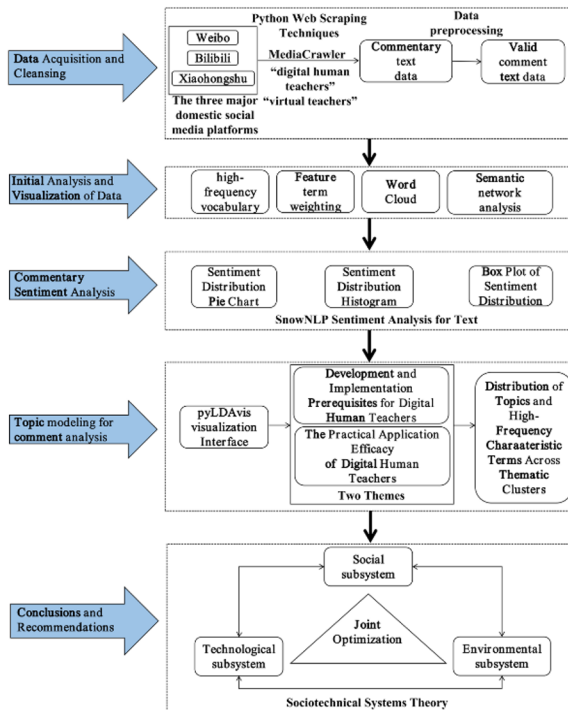 Data Acquisition and
Cleansing
Weibo
Bilibili
Xiaohongshu
The three major
domestic social
media platforms
Python Web Scraping
Techniques
MediaCrawler
“digital human
teachers”
“virtual teachers”
Data
preprocessing
Commentary
text
data
Valid
comment
text data
Initial Analysis and
Visualization of Data
high-
frequency
vocabulary
Feature
term
weighting
Word
Cloud
Semantic
network
analysis
Commentary
Sentiment Analysis
Sentiment
Distribution
Pie Chart
Sentiment
Distribution
Histogram
Box Plot of
Sentiment
Distribution
SnowNLP Sentiment Analysis for Text
Topic modeling for
comment analysis
pyLDAvis
visualization
Interface
Development and
Implementation
Prerequisites for Digital
Human Teachers
The Practical Application
Efficacy
of Digital Human
Teachers
Two Themes
Distribution of
Topics and
High-
Frequency
Charaateristic
Terms Across
Thematic
Clusters
Conclusions and
Recommendations
Social
subsystem
Joint
Optimization
Technological
subsystem
Environmental
subsystem
Sociotechnical Systems Theory